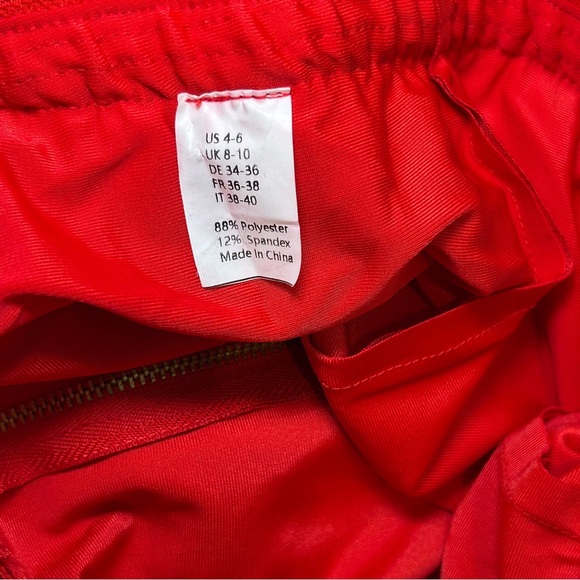 US 4-6
UK 8-10
DE 34-36
FR 36-38
IT 38-40
88% Polyester
12% Spandex
Made In China